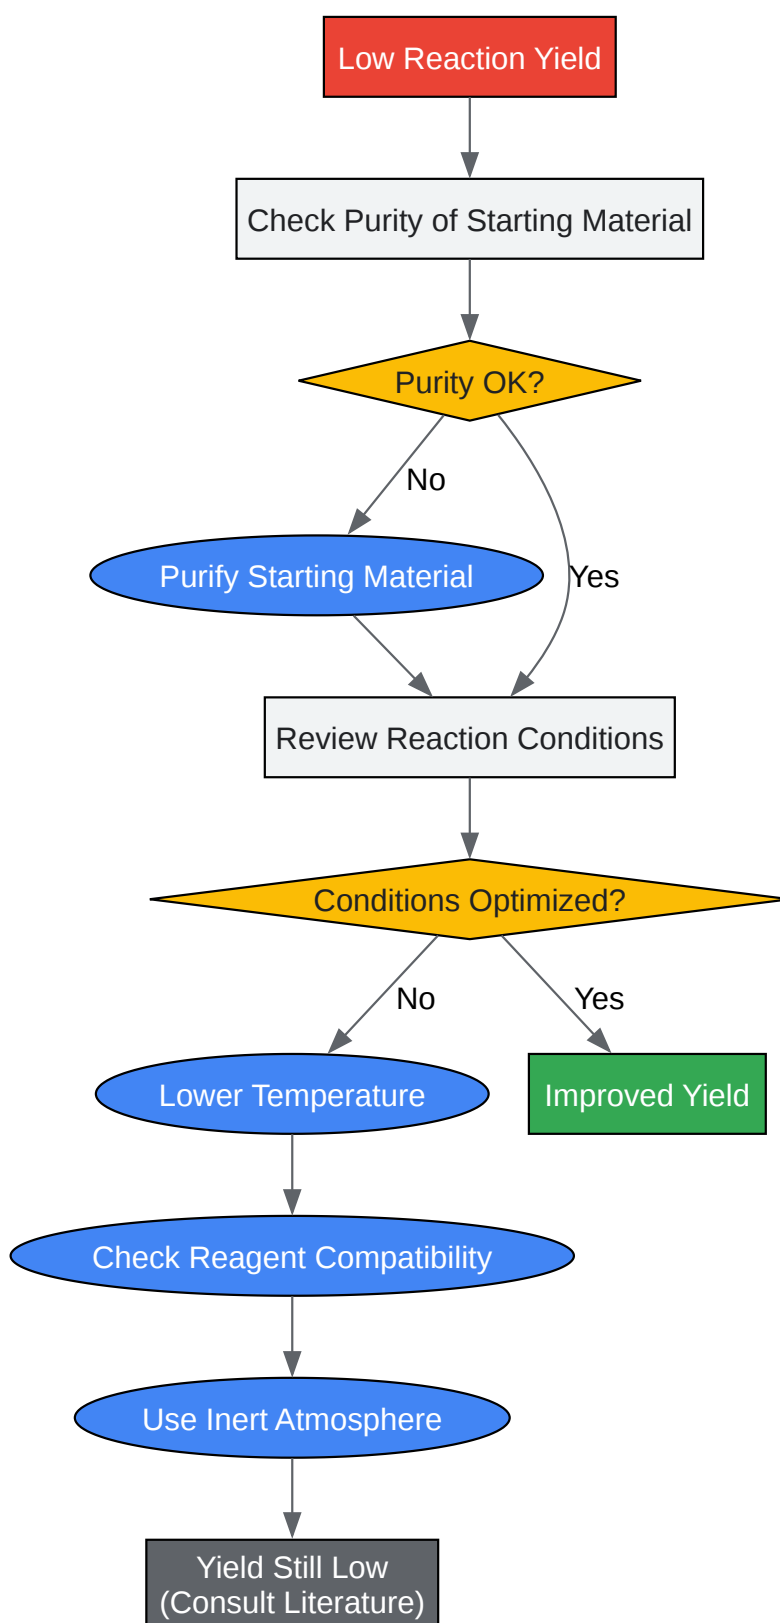 Low Reaction Yield
Check Purity of Starting Material
Purity OK?
No
Purify Starting Material
Yes
Review Reaction Conditions
Conditions Optimized?
No
Yes
Lower Temperature
Improved Yield
Check Reagent Compatibility
Use Inert Atmosphere
Yield Still Low
(Consult Literature)